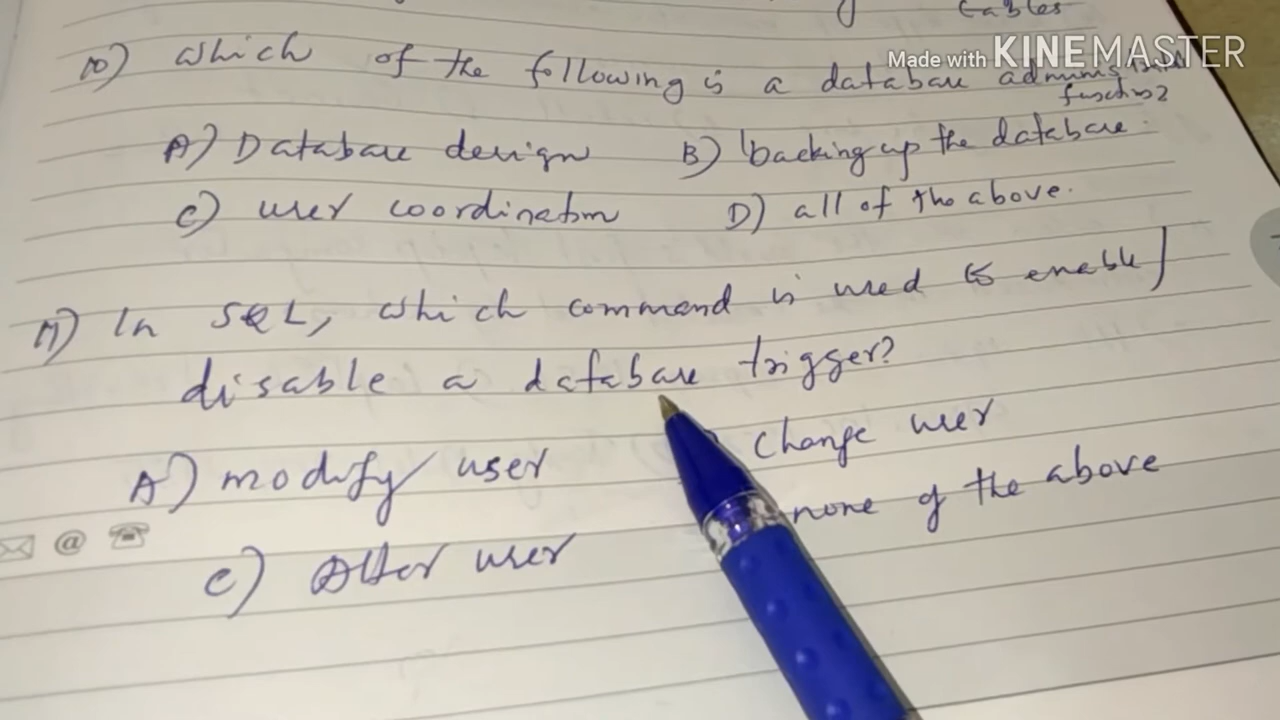 tables
Made with KINEMASTER
10) which of the following is a database
function?
A) Database design B) backing up the database
C) user coordination D) all of the above.
11) In SQL, which command is used to enable/
disable a database trigger?
A) modify user change user
none of the above
C) Alter user